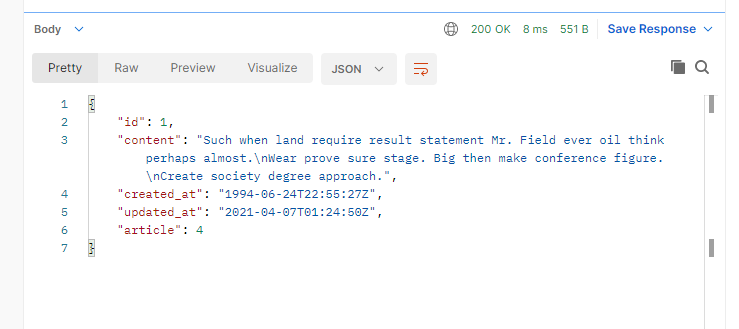 Body 200 OK 8 ms 551 B Save Response
Pretty Raw Preview Visualize JSON
1 {
2 "id": 1,
3 "content": "Such when land require result statement Mr. Field ever oil think
perhaps almost.\nWear prove sure stage. Big then make conference figure.
\nCreate society degree approach.",
4 "created_at": "1994-06-24T22:55:27Z",
5 "updated_at": "2021-04-07T01:24:50Z",
6 "article": 4
7 }